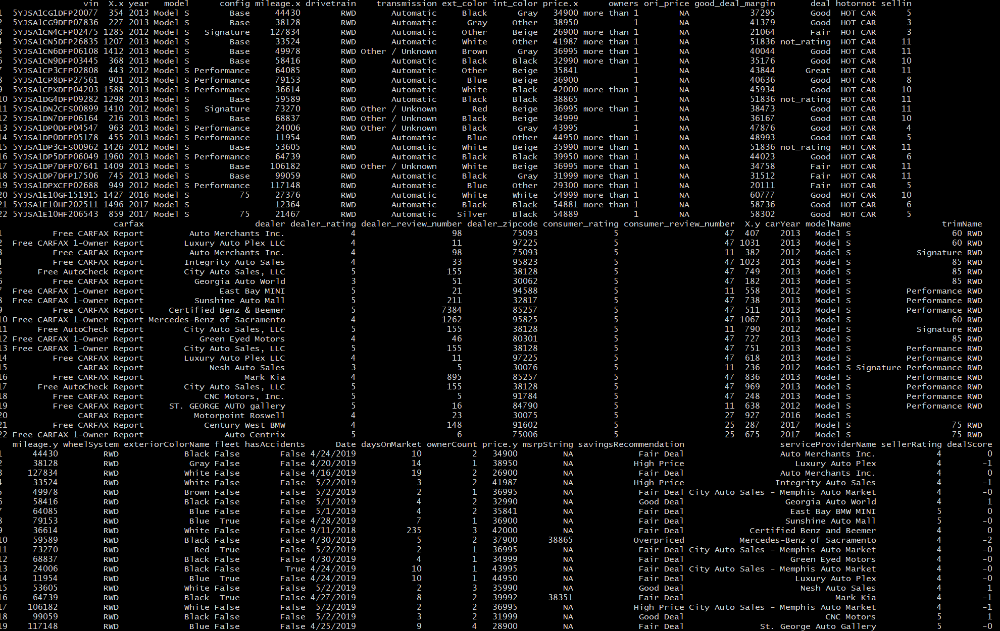 vin X.x year model config mileage.x drivetrain transmission ext_color int_color price.x owners ori_price good_deal_margin deal hotornot sellin
1 5YJSA1CG1DFP20077 354 2013 Model S Base 44430 RWD Automatic Black Gray 34900 more than 1 NA 37295 Good HOT CAR 5
2 5YJSA1CG9DFP07836 227 2013 Model S Base 38128 RWD Automatic Gray Other 38950 1 NA 41379 Good HOT CAR 3
3 5YJSA1CN4CFP02475 1285 2012 Model S Signature 127834 RWD Automatic Other Beige 26900 more than 1 NA 21064 Fair HOT CAR 3
4 5YJSA1CN5DFP26835 1207 2013 Model S Base 33524 RWD Automatic White Other 41987 more than 1 NA 51836 not_rating HOT CAR 11
5 5YJSA1CN6DFP06108 1412 2013 Model S Base 49978 RWD Other / Unknown Brown Gray 36995 more than 1 NA 40044 Good HOT CAR 11
6 5YJSA1CN9DFP03445 368 2013 Model S Base 58416 RWD Automatic Black Black 32990 more than 1 NA 35176 Good HOT CAR 10
7 5YJSA1CP3CFP02808 443 2012 Model S Performance 64085 RWD Automatic Other Beige 35841 1 NA 43844 Great HOT CAR 11
8 5YJSA1CP8DFP27561 901 2013 Model S Performance 79153 RWD Automatic Blue Beige 36900 1 NA 40636 Good HOT CAR 8
9 5YJSA1CPXDFP04203 1588 2013 Model S Performance 36614 RWD Automatic White Black 42000 more than 1 NA 45934 Good HOT CAR 10
10 5YJSA1DG4DFP09282 1298 2013 Model S Base 59589 RWD Automatic Black Black 38865 1 NA 51836 not_rating HOT CAR 11
11 5YJSA1DN2CFS00899 1410 2012 Model S Signature 73270 RWD Other / Unknown Red Beige 36995 more than 1 NA 38473 Good HOT CAR 11
12 5YJSA1DN7DFP06164 216 2013 Model S Base 68837 RWD Other / Unknown Black Beige 34999 1 NA 36167 Good HOT CAR 10
13 5YJSA1DP0DFP04547 963 2013 Model S Performance 24006 RWD Other / Unknown Black Gray 43995 1 NA 47876 Good HOT CAR 4
14 5YJSA1DP0DFP05178 455 2013 Model S Performance 11954 RWD Automatic Blue Other 44950 more than 1 NA 48993 Good HOT CAR 5
15 5YJSA1DP3CFS00962 1426 2012 Model S Base 53605 RWD Automatic White Beige 35990 more than 1 NA 51836 not_rating HOT CAR 11
16 5YJSA1DP5DFP06049 1960 2013 Model S Performance 64739 RWD Automatic Black Black 39950 more than 1 NA 44023 Good HOT CAR 6
17 5YJSA1DP7DFP07641 1409 2013 Model S Base 106182 RWD Other / Unknown White Beige 36995 more than 1 NA 34758 Fair HOT CAR 11
18 5YJSA1DP7DFP17506 745 2013 Model S Base 99059 RWD Automatic Black Gray 31999 more than 1 NA 31512 Fair HOT CAR 11
19 5YJSA1DPXCFP02688 949 2012 Model S Performance 117148 RWD Automatic Blue Other 29300 more than 1 NA 20111 Fair HOT CAR 5
20 5YJSA1E10GF151915 1427 2016 Model S 75 27376 RWD Automatic White White 54999 more than 1 NA 60777 Good HOT CAR 10
21 5YJSA1E10HF202511 1496 2017 Model S 12364 RWD Automatic Black Black 54881 more than 1 NA 58736 Good HOT CAR 6
22 5YJSA1E10HF206543 859 2017 Model S 75 21467 RWD Automatic Silver Black 54889 1 NA 58302 Good HOT CAR 5
carfax dealer dealer_rating dealer_review_number dealer_zipcode consumer_rating consumer_review_number X.y carYear modelName trimName
1 Free CARFAX Report Auto Merchants Inc. 4 98 75093 5 47 407 2013 Model S 60 RWD
2 Free CARFAX 1-Owner Report Luxury Auto Plex LLC 4 11 97225 5 47 1031 2013 Model S 60 RWD
3 Free CARFAX Report Auto Merchants Inc. 4 98 75093 5 11 382 2012 Model S Signature RWD
4 Free CARFAX Report Integrity Auto Sales 4 33 95823 5 47 1023 2013 Model S 85 RWD
5 Free AutoCheck Report City Auto Sales, LLC 5 155 38128 5 47 749 2013 Model S 85 RWD
6 Free CARFAX Report Georgia Auto World 3 51 30062 5 47 182 2013 Model S 85 RWD
7 Free CARFAX 1-Owner Report East Bay MINI 5 21 94588 5 11 558 2012 Model S Performance RWD
8 Free CARFAX 1-Owner Report Sunshine Auto Mall 5 211 32817 5 47 738 2013 Model S Performance RWD
9 Free CARFAX Report Certified Benz & Beemer 5 7384 85257 5 47 511 2013 Model S Performance RWD
10 Free CARFAX 1-Owner Report Mercedes-Benz of Sacramento 4 1262 95825 5 47 1067 2013 Model S 60 RWD
11 Free AutoCheck Report City Auto Sales, LLC 5 155 38128 5 11 790 2012 Model S Signature RWD
12 Free CARFAX 1-Owner Report Green Eyed Motors 4 46 80301 5 47 727 2013 Model S 85 RWD
13 Free CARFAX 1-Owner Report City Auto Sales, LLC 5 155 38128 5 47 751 2013 Model S Performance RWD
14 Free CARFAX Report Luxury Auto Plex LLC 4 11 97225 5 47 618 2013 Model S Performance RWD
15 CARFAX Report Nesh Auto Sales 3 5 30076 5 11 236 2012 Model S Signature Performance RWD
16 Free CARFAX Report Mark Kia 4 895 85257 5 47 836 2013 Model S Performance RWD
17 Free AutoCheck Report City Auto Sales, LLC 5 155 38128 5 47 969 2013 Model S Performance RWD
18 Free CARFAX Report CNC Motors, Inc. 5 5 91784 5 47 248 2013 Model S Performance RWD
19 Free CARFAX Report ST. GEORGE AUTO gallery 5 16 84790 5 11 638 2012 Model S Performance RWD
20 CARFAX Report Motorpoint Roswell 4 23 30075 5 27 927 2016 Model S
21 Free CARFAX Report Century West BMW 4 148 91602 5 25 287 2017 Model S 75 RWD
22 Free CARFAX 1-Owner Report Auto Centrix 5 6 75006 5 25 675 2017 Model S 75 RWD
mileage.y wheelSystem exteriorColorName fleet hasAccidents Date daysOnMarket ownerCount price.y msrpString savingsRecommendation serviceProviderName sellerRating dealScore
1 44430 RWD Black False False 4/24/2019 10 2 34900 NA Fair Deal Auto Merchants Inc. 4 0
2 38128 RWD Gray False False 4/20/2019 14 1 38950 NA High Price Luxury Auto Plex 4 -1
3 127834 RWD White False False 4/16/2019 19 2 26900 NA Fair Deal Auto Merchants Inc. 4 0
4 33524 RWD White False False 5/2/2019 3 2 41987 NA High Price Integrity Auto Sales 4 -1
5 49978 RWD Brown False False 5/2/2019 2 1 36995 NA Fair Deal City Auto Sales - Memphis Auto Market 4 -0
6 58416 RWD Black False False 5/1/2019 4 2 32990 NA Good Deal Georgia Auto World 4 1
7 64085 RWD Blue False False 5/1/2019 4 2 35841 NA Fair Deal East Bay BMW MINI 5 0
8 79153 RWD Blue True False 4/28/2019 7 1 36900 NA Fair Deal Sunshine Auto Mall 5 -0
9 36614 RWD White False False 9/11/2018 235 3 42000 NA Fair Deal Certified Benz and Beemer 4 0
10 59589 RWD Black False False 4/30/2019 5 2 37900 38865 Overpriced Mercedes-Benz of Sacramento 4 -2
11 73270 RWD Red True False 5/2/2019 2 1 36995 NA Fair Deal City Auto Sales - Memphis Auto Market 4 -0
12 68837 RWD Black False False 4/30/2019 4 1 34999 NA Fair Deal Green Eyed Motors 4 -0
13 24006 RWD Black False True 4/24/2019 10 1 43995 NA Fair Deal City Auto Sales - Memphis Auto Market 4 -0
14 11954 RWD Blue True False 4/24/2019 10 1 44950 NA Fair Deal Luxury Auto Plex 4 -0
15 53605 RWD White False False 5/2/2019 2 3 35990 NA Good Deal Nesh Auto Sales 4 1
16 64739 RWD Black True False 4/27/2019 8 2 39992 38351 Fair Deal Mark Kia 4 -1
17 106182 RWD White False False 5/2/2019 2 2 36995 NA High Price City Auto Sales - Memphis Auto Market 4 -1
18 99059 RWD Black False False 5/2/2019 3 2 31999 NA Good Deal CNC Motors 5 1
19 117148 RWD Blue False False 4/25/2019 9 4 28900 NA Fair Deal St. George Auto Gallery 5 -0